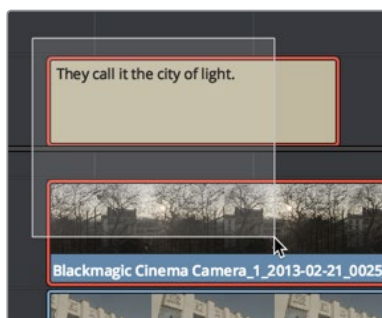 They call it the city of light.
Blackmagic Cinema Camera_1_2013-02-21_0025